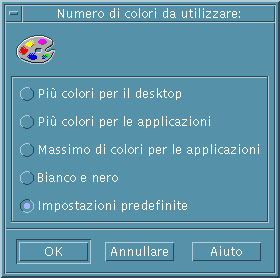 Numero di colori da utilizzare:
Più colori per il desktop
Più colori per le applicazioni
Massimo di colori per le applicazioni
Bianco e nero
Impostazioni predefinite
OK Annullare Aiuto